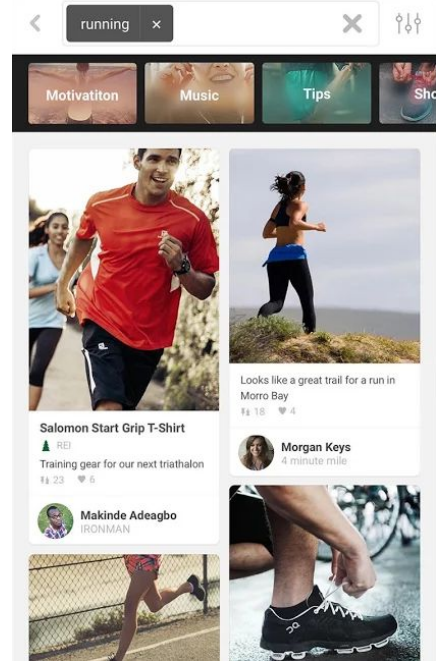 running ×
Motivatiton
Music
Tips
Sho
Salomon Start Grip T-Shirt
REI
Training gear for our next triathalon
23 6
Makinde Adeagbo
IRONMAN
Looks like a great trail for a run in
Morro Bay
18 4
Morgan Keys
4 minute mile